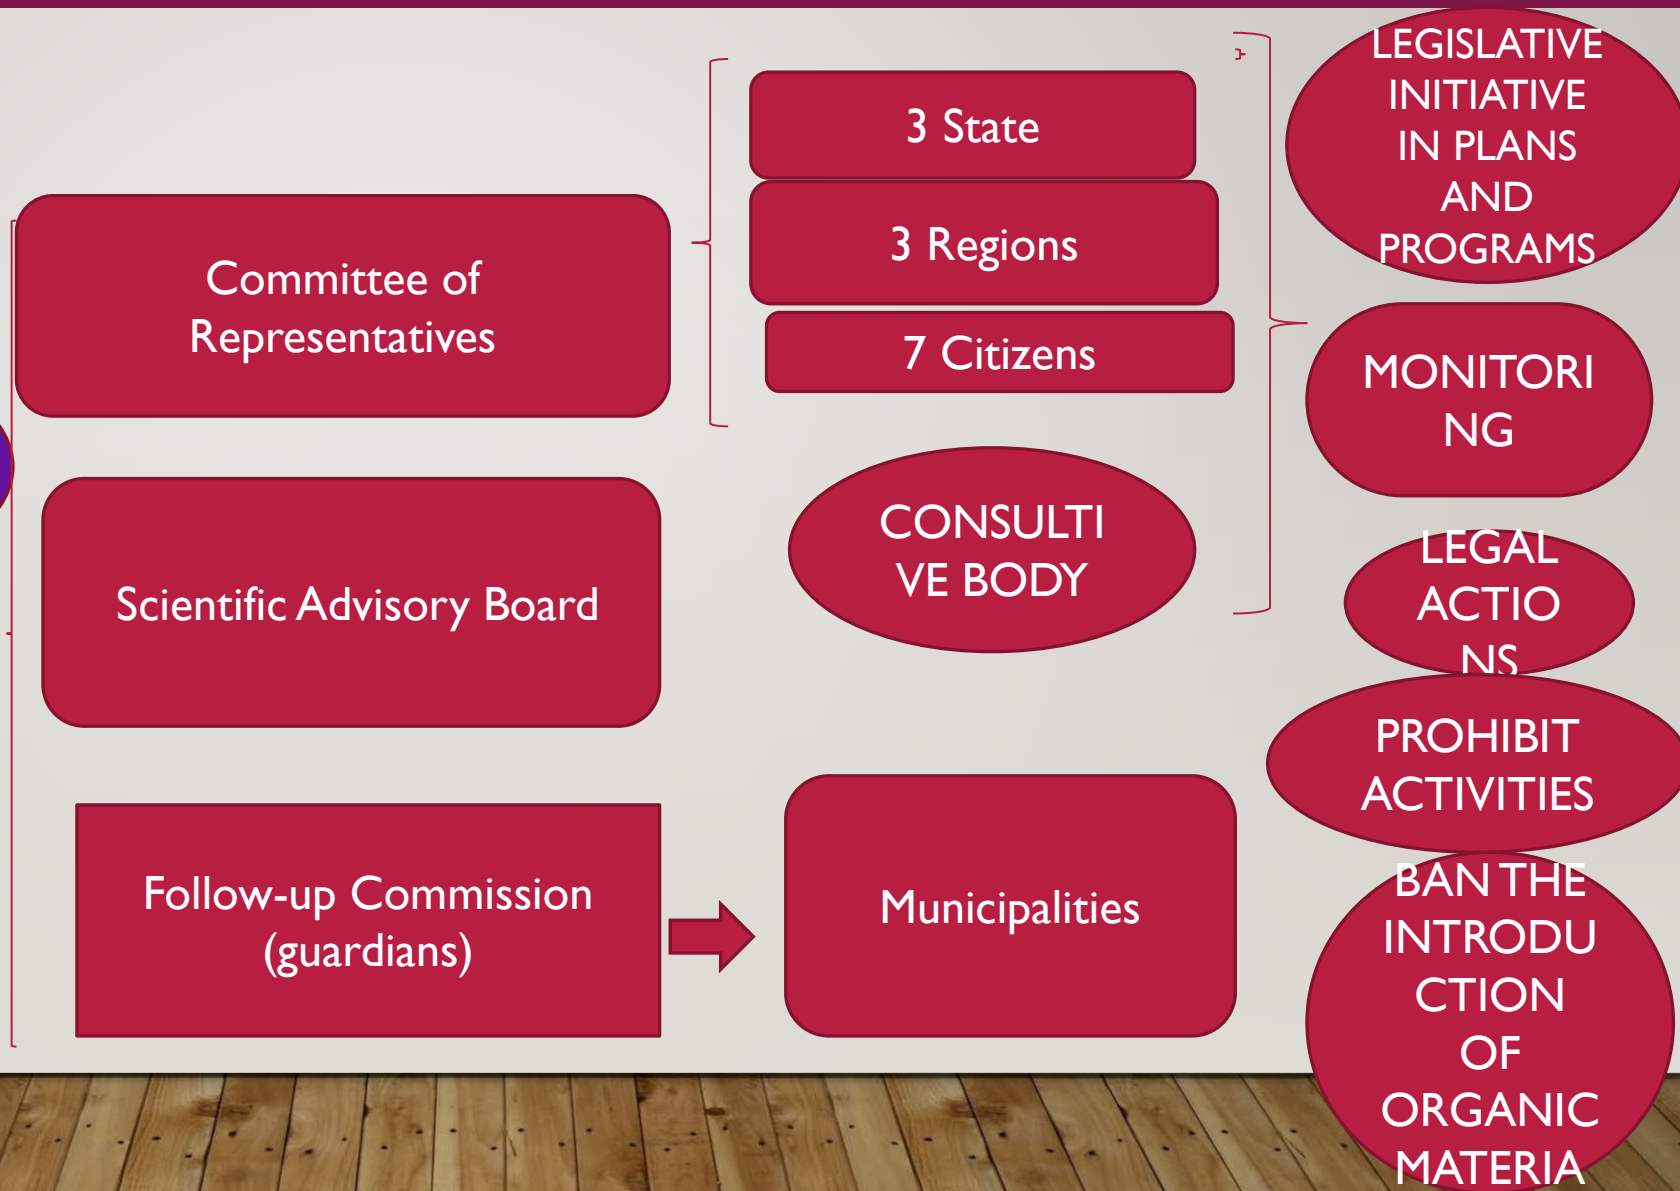 Committee of
Representatives
Scientific Advisory Board
Follow-up Commission
(guardians)
3 State
3 Regions
7 Citizens
CONSULTI
VE BODY
Municipalities
LEGISLATIVE
INITIATIVE
IN PLANS
AND
PROGRAMS
MONITORI
NG
LEGAL
ACTIO
NS
PROHIBIT
ACTIVITIES
BAN THE
INTRODU
CTION
OF
ORGANIC
MATERIA